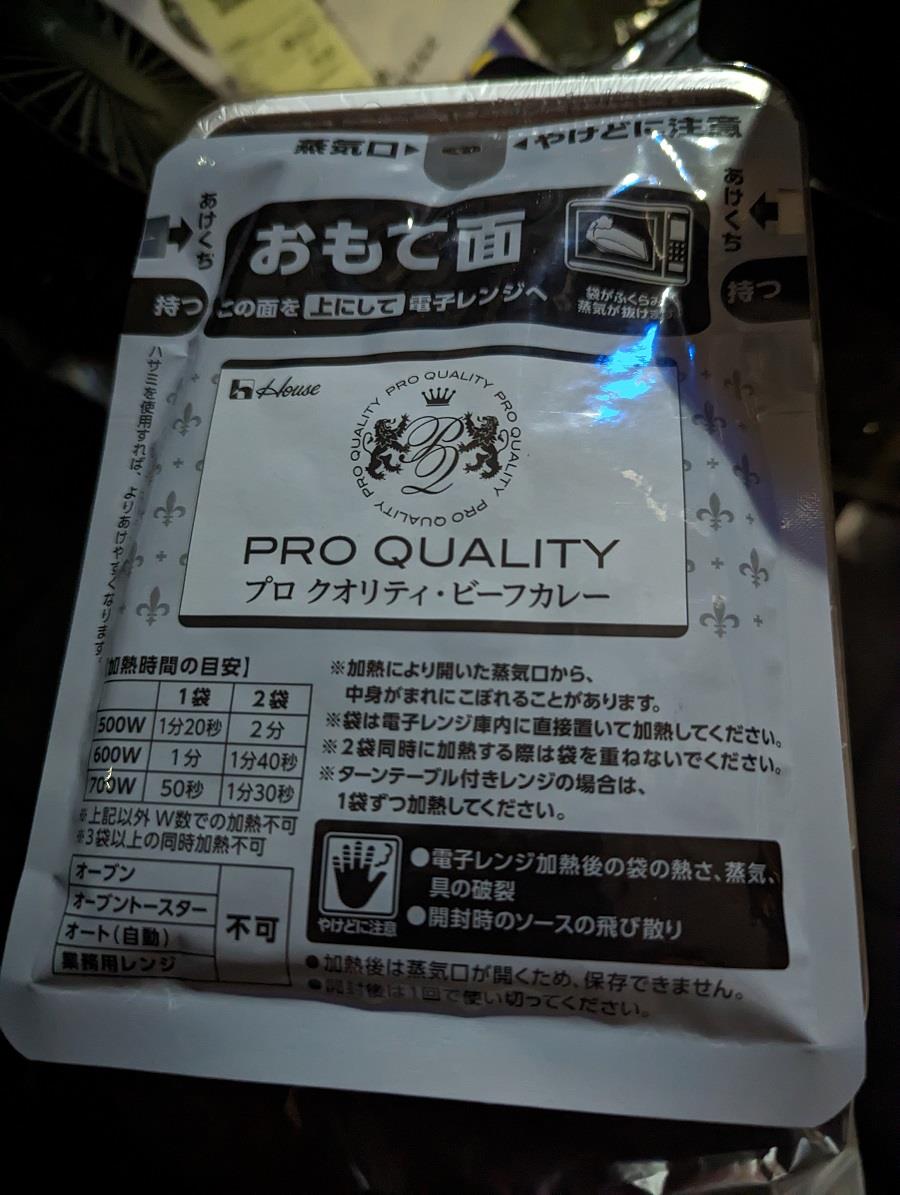 蒸気口▶
◀やけどに注意
あけくち
あけくち
おもて面
持つ
この面を 上にして 電子レンジへ
袋がふくらみ
蒸気が抜けます
持つ
ハサミを使用すれば、よりあけやすくなります。
House
PRO QUALITY PRO QUALITY PRO QUALITY PRO QUALITY
PQ
PRO QUALITY
プロ クオリティ・ビーフカレー
【加熱時間の目安】
1袋 2袋
500W 1分20秒 2分
600W 1分 1分40秒
700W 50秒 1分30秒
※上記以外 W数での加熱不可
※3袋以上の同時加熱不可
オーブン
オーブントースター
オート(自動)
業務用レンジ
不可
※加熱により開いた蒸気口から、
中身がまれにこぼれることがあります。
※袋は電子レンジ庫内に直接置いて加熱してください。
※2袋同時に加熱する際は袋を重ねないでください。
※ターンテーブル付きレンジの場合は、
1袋ずつ加熱してください。
やけどに注意
●電子レンジ加熱後の袋の熱さ、蒸気、
具の破裂
●開封時のソースの飛び散り
●加熱後は蒸気口が開くため、保存できません。
●開封後は1回で使い切ってください。